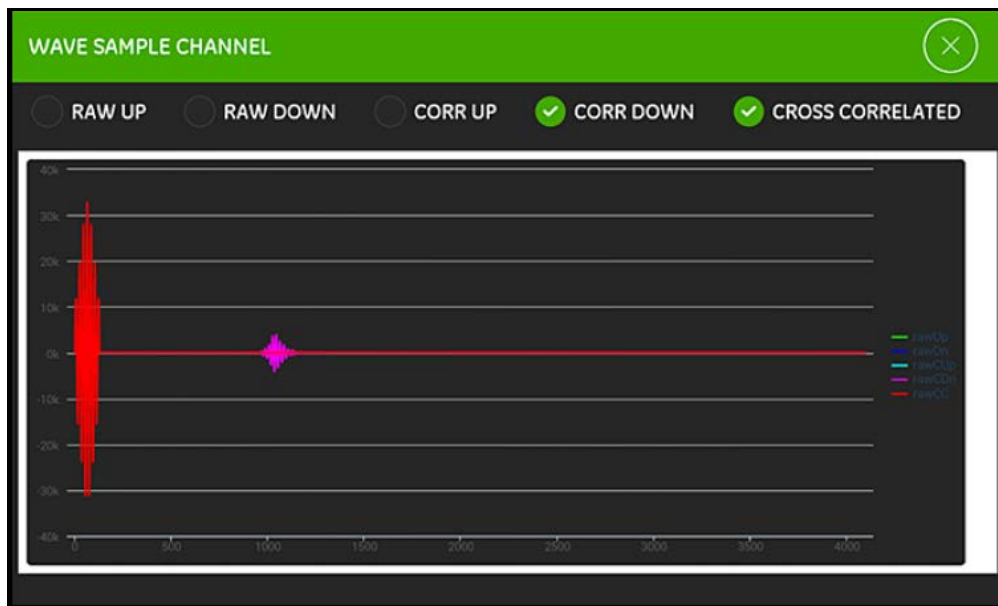 WAVE SAMPLE CHANNEL
RAW UP RAW DOWN CORR UP CORR DOWN CROSS CORRELATED
40k
30k
20k
10k
0k
-10k
-20k
-30k
-40k
0 500 1000 1500 2000 2500 3000 3500 4000
rawUp
rawDn
rawCUp
rawCDn
rawCC